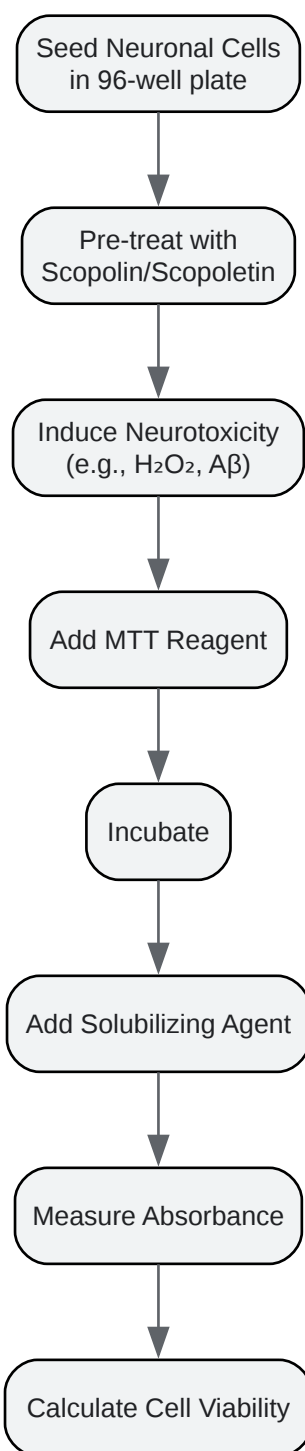 Seed Neuronal Cells
in 96-well plate
Pre-treat with
Scopolin/Scopoletin
Induce Neurotoxicity
(e.g., H₂O₂, Aβ)
Add MTT Reagent
Incubate
Add Solubilizing Agent
Measure Absorbance
Calculate Cell Viability